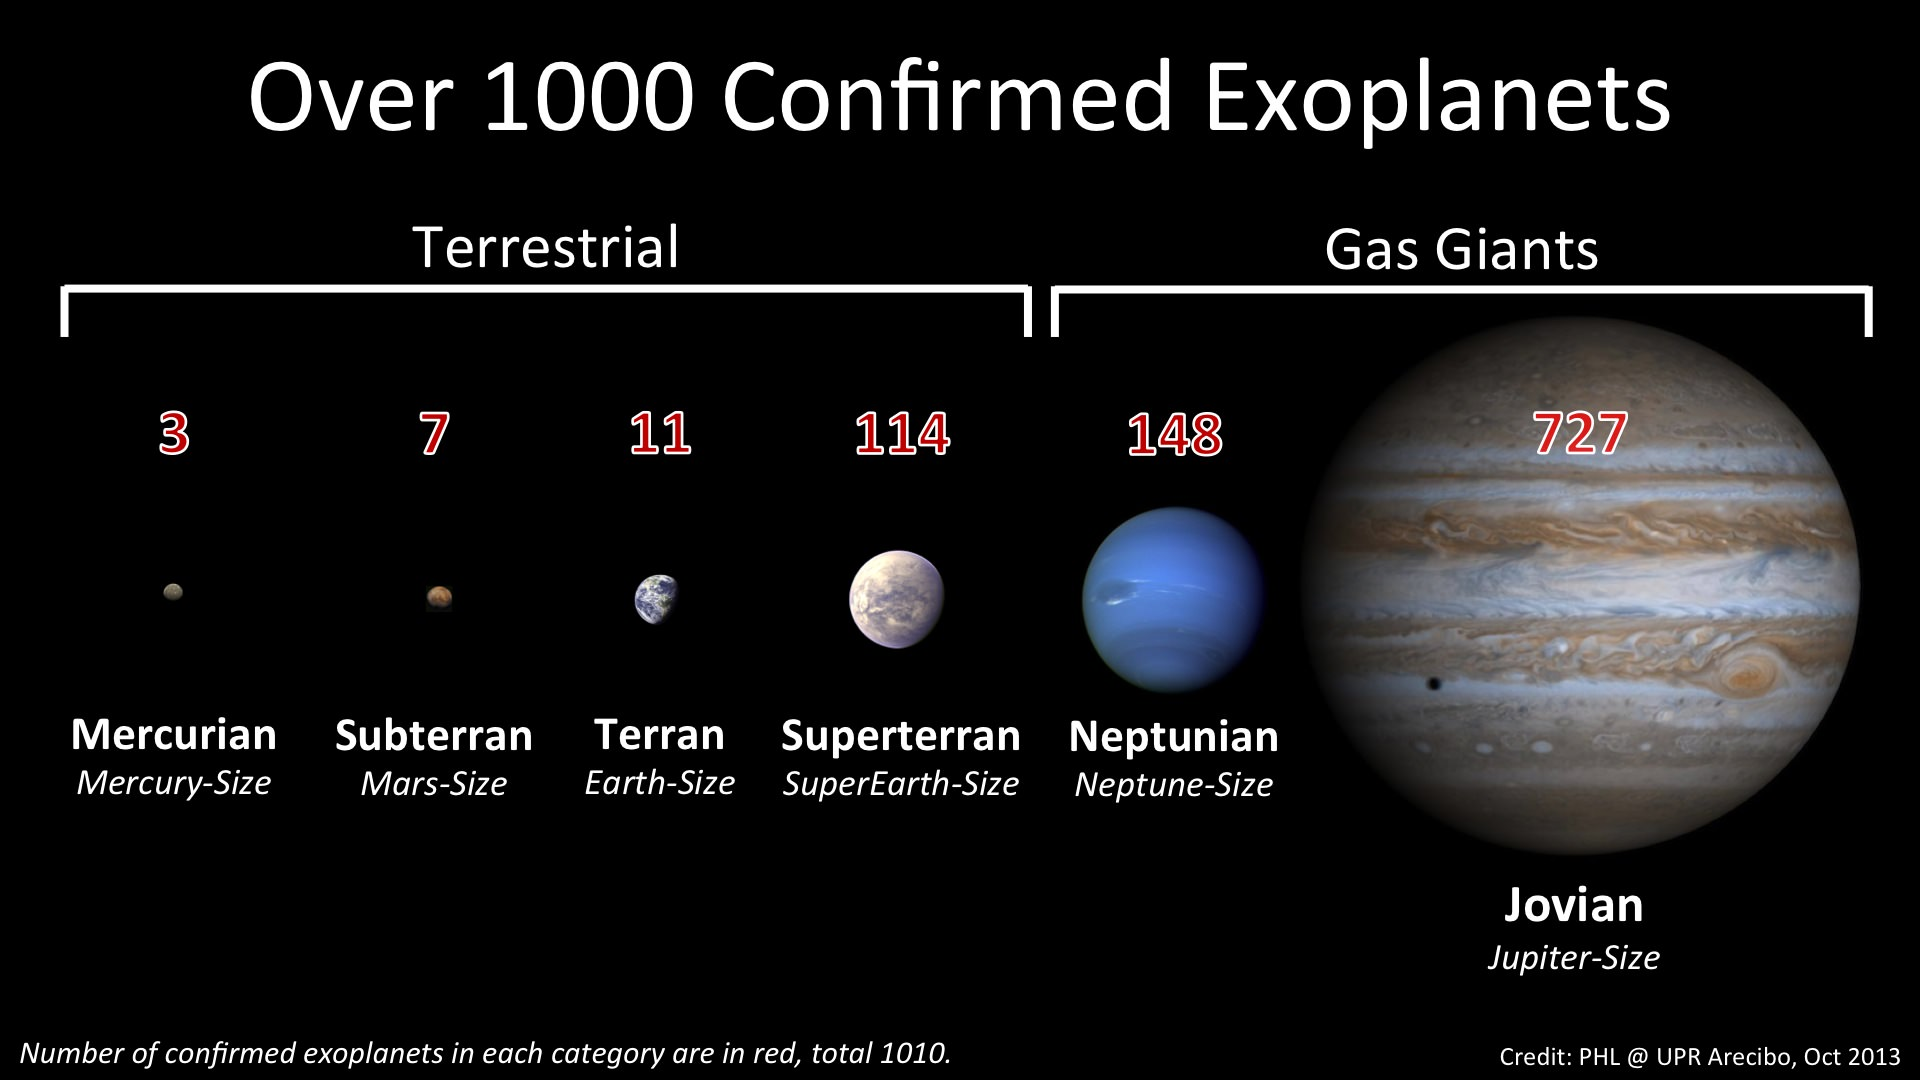 Over 1000 Confirmed Exoplanets
Terrestrial
Gas Giants
3
7
11
114
148
727
Mercurian
Mercury-Size
Subterran
Mars-Size
Terran
Earth-Size
Superterran
SuperEarth-Size
Neptunian
Neptune-Size
Jovian
Jupiter-Size
Number of confirmed exoplanets in each category are in red, total 1010.
Credit: PHL @ UPR Arecibo, Oct 2013